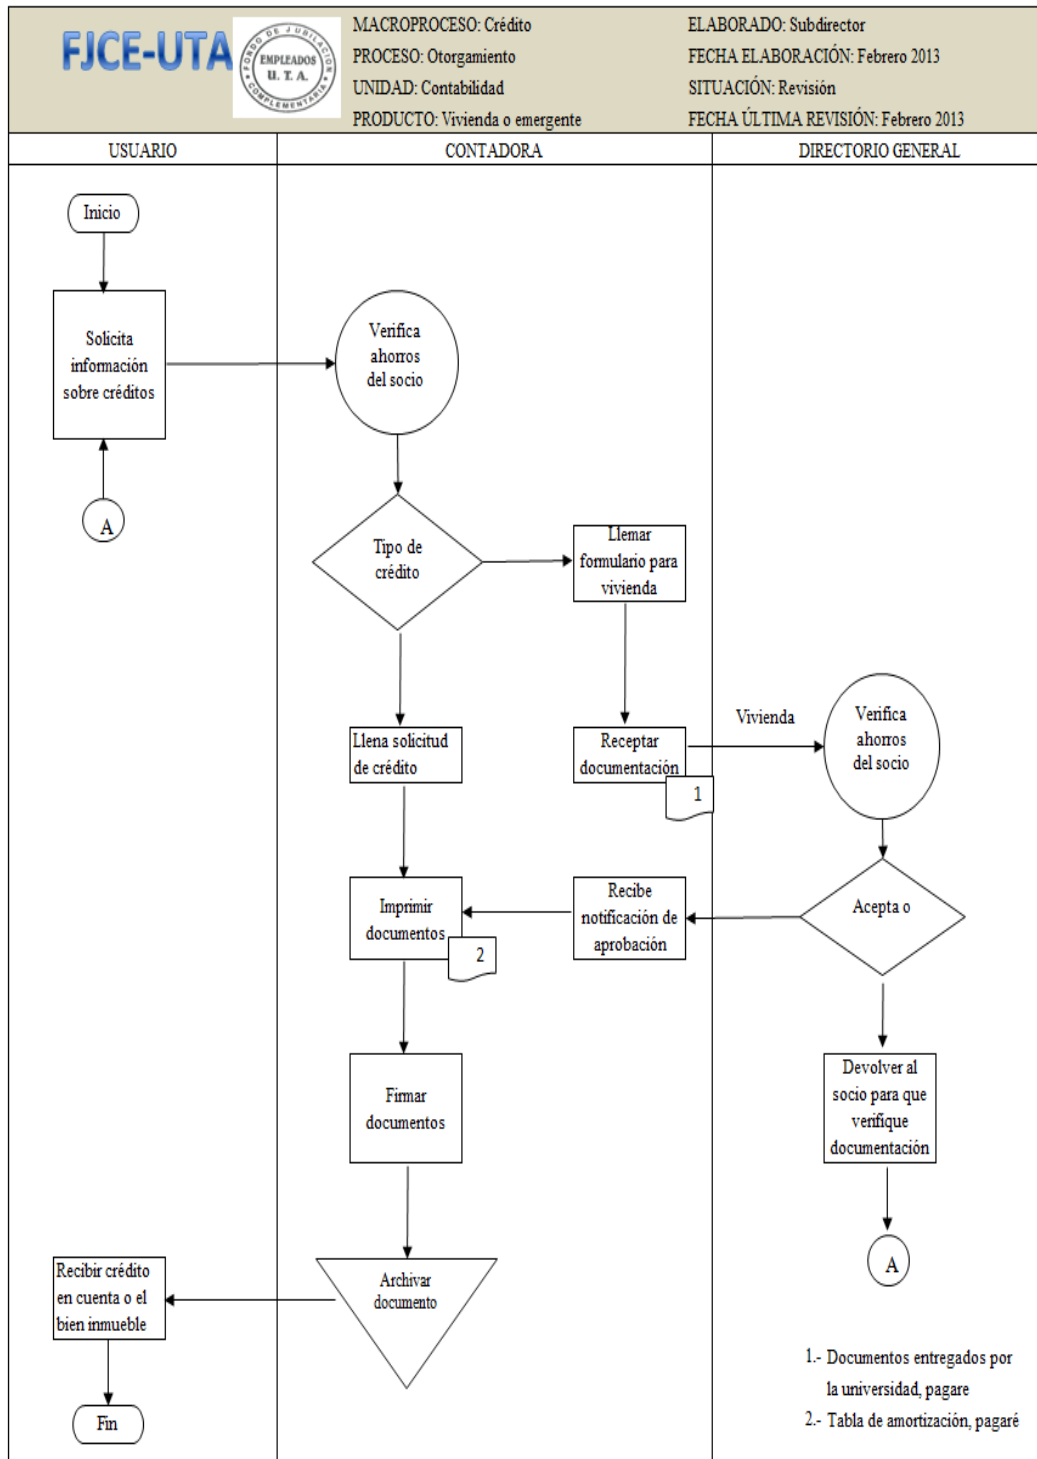 FJCE-UTA
FONDO DE JUBILACION
EMPLEADOS
U. T. A.
COMPLEMENTARIA
MACROPROCESO: Crédito
PROCESO: Otorgamiento
UNIDAD: Contabilidad
PRODUCTO: Vivienda o emergente
ELABORADO: Subdirector
FECHA ELABORACIÓN: Febrero 2013
SITUACIÓN: Revisión
FECHA ÚLTIMA REVISIÓN: Febrero 2013
USUARIO
CONTADORA
DIRECTORIO GENERAL
Inicio
Solicita
información
sobre créditos
A
Verifica
ahorros
del socio
Tipo de
crédito
Llemar
formulario para
vivienda
Llena solicitud
de crédito
Receptar
documentación
1
Vivienda
Verifica
ahorros
del socio
Acepta o
Recibe
notificación de
aprobación
Imprimir
documentos
2
Firmar
documentos
Devolver al
socio para que
verifique
documentación
A
Archivar
documento
Recibir crédito
en cuenta o el
bien inmueble
Fin
1.- Documentos entregados por
la universidad, pagare
2.- Tabla de amortización, pagaré